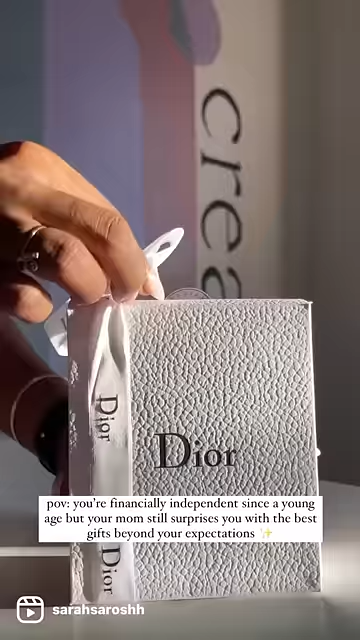 crea
Dior
Dior
pov: you're financially independent since a young
age but your mom still surprises you with the best
gifts beyond your expectations ✨
Dior
sarahsaroshh